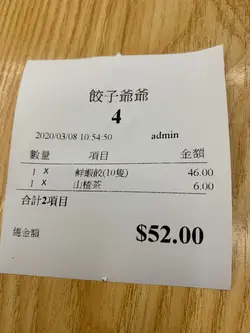 餃子爺爺
4
2020/03/08 10:54:50 admin
數量 項目 金額
1 X 鮮蝦餃(10隻) 46.00
1 X 山楂茶 6.00
合計2項目
總金額 $52.00